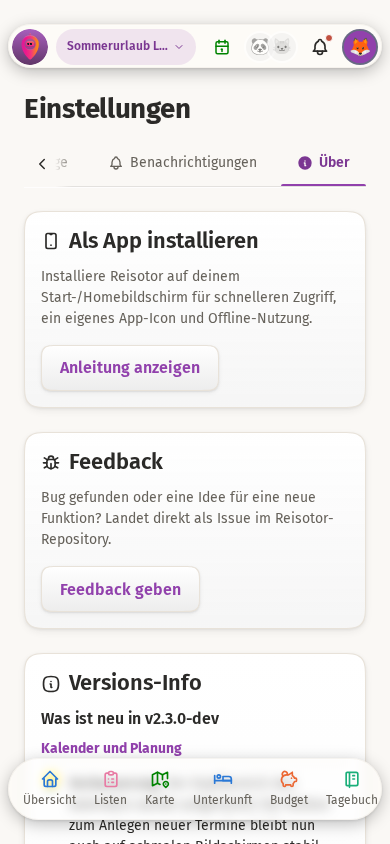 Sommerurlaub L...
Einstellungen
ge
Benachrichtigungen
Über
Als App installieren
Installiere Reisotor auf deinem
Start-/Homebildschirm für schnelleren Zugriff,
ein eigenes App-Icon und Offline-Nutzung.
Anleitung anzeigen
Feedback
Bug gefunden oder eine Idee für eine neue
Funktion? Landet direkt als Issue im Reisotor-
Repository.
Feedback geben
Versions-Info
Was ist neu in v2.3.0-dev
Kalender und Planung
Übersicht
Listen
Karte
Unterkunft
Budget
Tagebuch
zum Anlegen neuer Termine bleibt nun